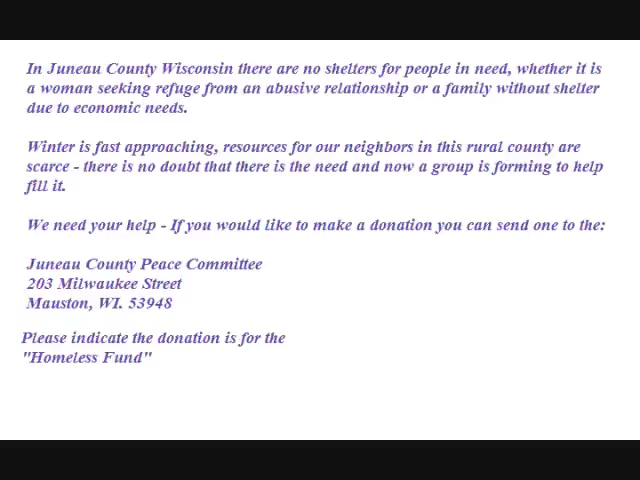 In Juneau County Wisconsin there are no shelters for people in need, whether it is
a woman seeking refuge from an abusive relationship or a family without shelter
due to economic needs.
Winter is fast approaching, resources for our neighbors in this rural county are
scarce - there is no doubt that there is the need and now a group is forming to help
fill it.
We need your help - If you would like to make a donation you can send one to the:
Juneau County Peace Committee
203 Milwaukee Street
Mauston, WI. 53948
Please indicate the donation is for the
"Homeless Fund"